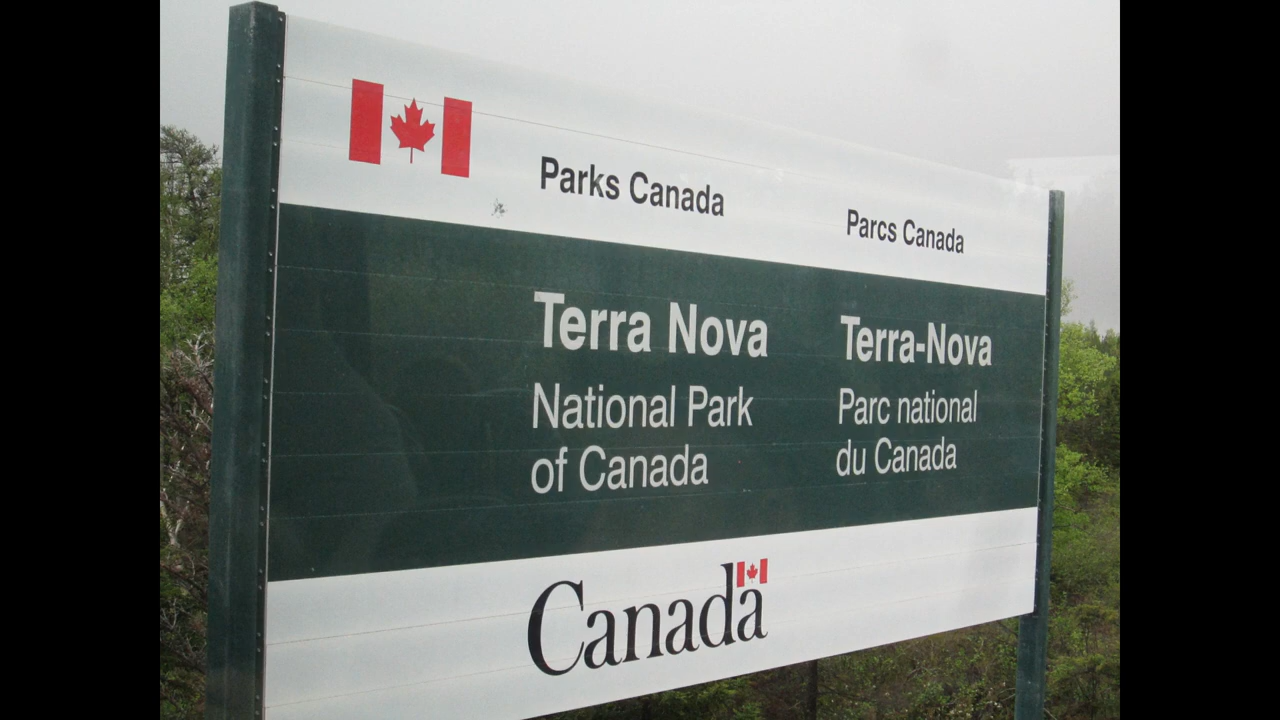 Parks Canada
Parcs Canada
Terra Nova
National Park
of Canada
Terra-Nova
Parc national
du Canada
Canada